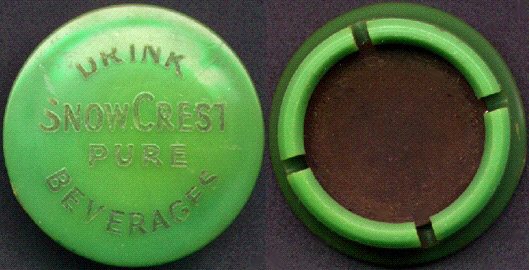 DRINK
SNOWCREST
PURE
BEVERAGES